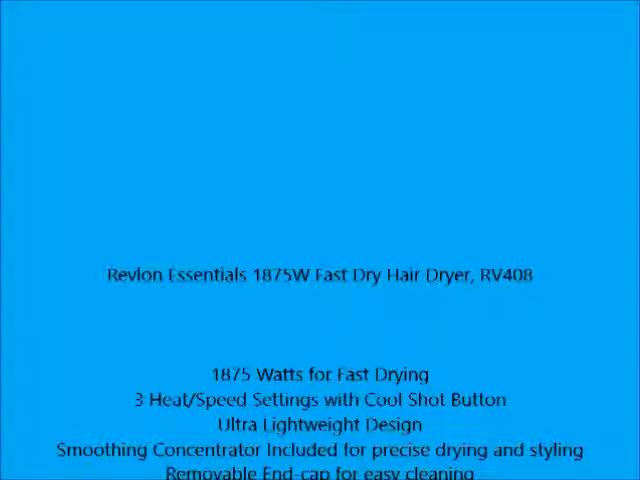 Revlon Essentials 1875W Fast Dry Hair Dryer, RV408
1875 Watts for Fast Drying
3 Heat/Speed Settings with Cool Shot Button
Ultra Lightweight Design
Smoothing Concentrator Included for precise drying and styling
Removable End-cap for easy cleaning